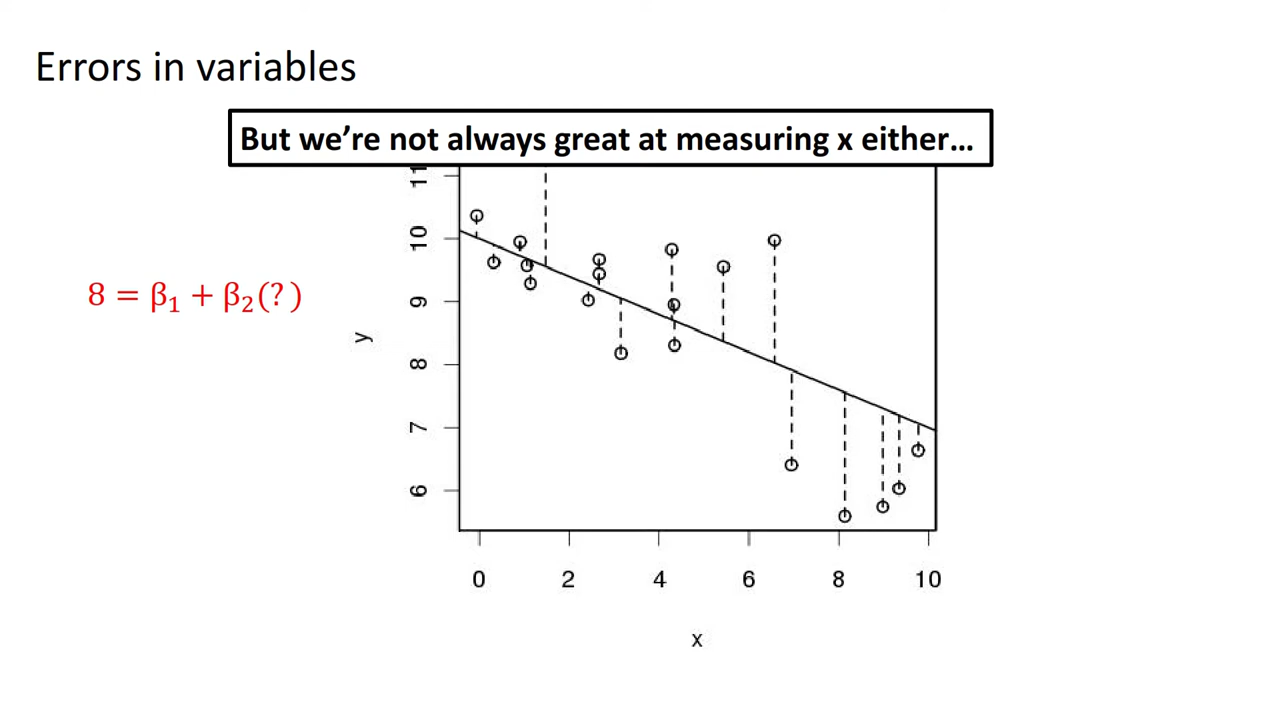 Errors in variables
But we're not always great at measuring x either…
11
10
9
8
7
6
y
8 = β₁ + β₂(?)
0 2 4 6 8 10
x